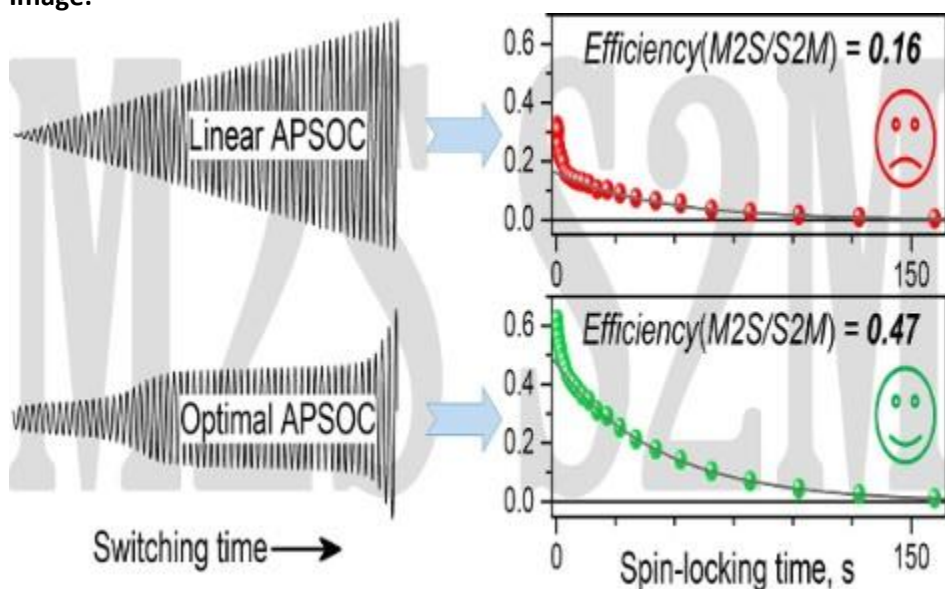 Image:
M2S S2M
Linear APSOC
0.6
0.4
0.2
0.0
Efficiency(M2S/S2M) = 0.16
0
150
Optimal APSOC
0.6
0.4
0.2
0.0
Efficiency(M2S/S2M) = 0.47
0
150
Switching time
Spin-locking time, s